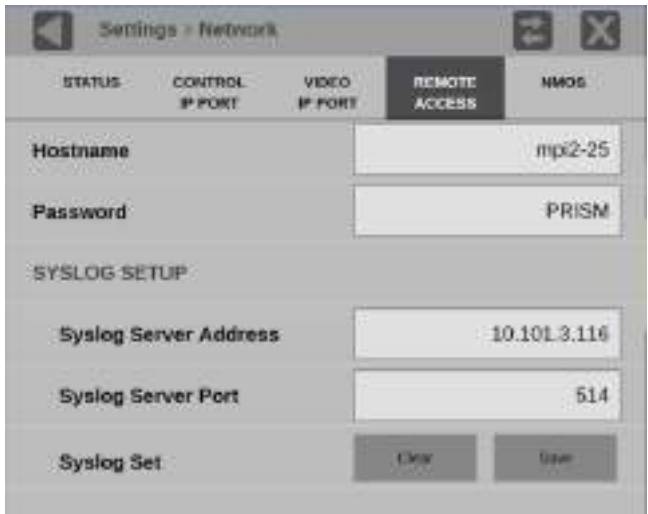 Settings > Network
STATUS
CONTROL IP PORT
VIDEO IP PORT
REMOTE ACCESS
NMOS
Hostname mpi2-25
Password PRISM
SYSLOG SETUP
Syslog Server Address 10.101.3.116
Syslog Server Port 514
Syslog Set Clear Save